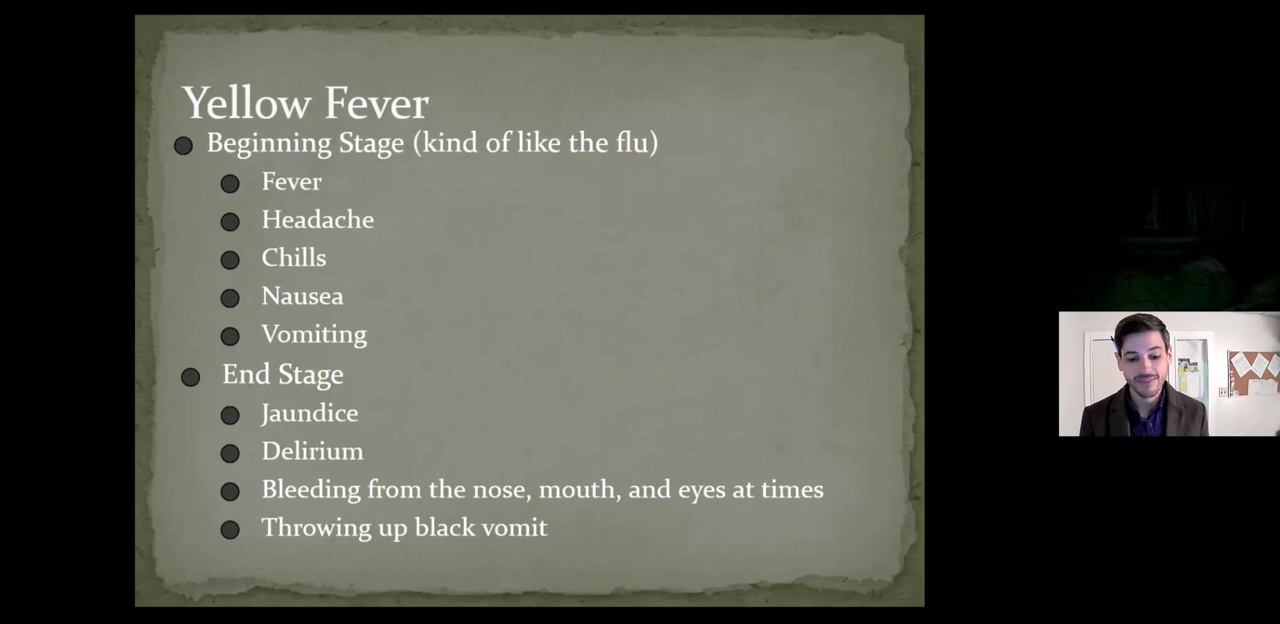 Yellow Fever
Beginning Stage (kind of like the flu)
Fever
Headache
Chills
Nausea
Vomiting
End Stage
Jaundice
Delirium
Bleeding from the nose, mouth, and eyes at times
Throwing up black vomit